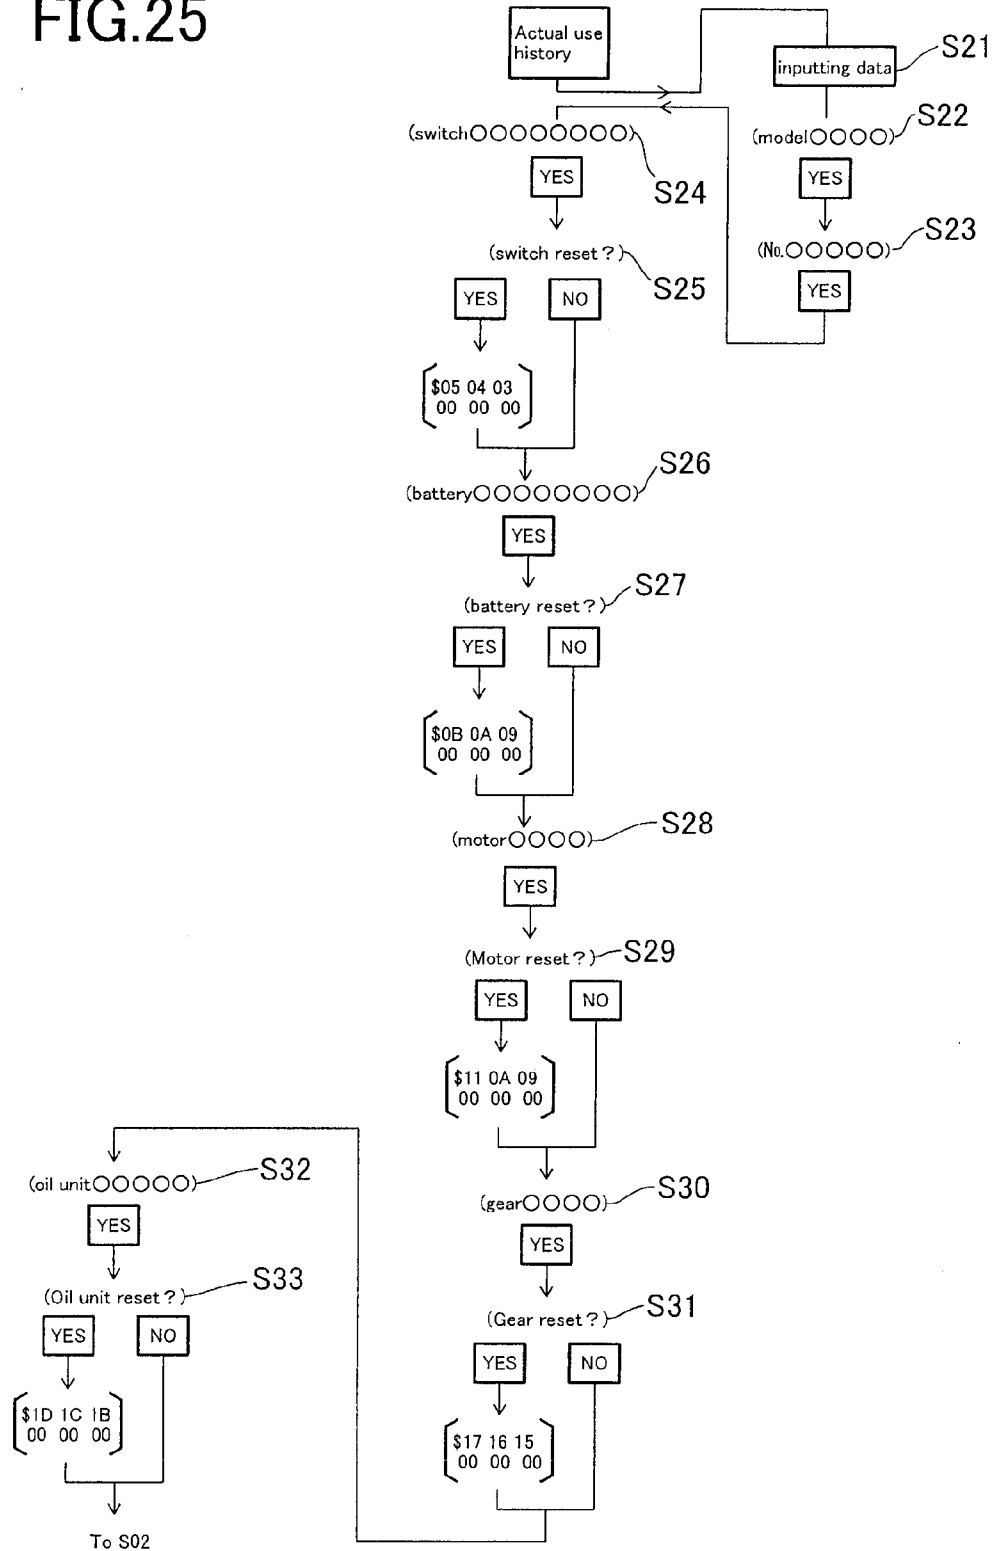 FIG.25
Actual use
history
inputting data
S21
(model○○○○)
S22
YES
(No.○○○○○)
S23
YES
(switch○○○○○○○○)
S24
YES
(switch reset?)
S25
YES
NO
$05 04 03
00 00 00
(battery○○○○○○○○)
S26
YES
(battery reset?)
S27
YES
NO
$0B 0A 09
00 00 00
(motor○○○○)
S28
YES
(Motor reset?)
S29
YES
NO
$11 0A 09
00 00 00
(gear○○○○)
S30
YES
(Gear reset?)
S31
YES
NO
$17 16 15
00 00 00
(oil unit○○○○○)
S32
YES
(Oil unit reset?)
S33
YES
NO
$1D 1C 1B
00 00 00
To S02